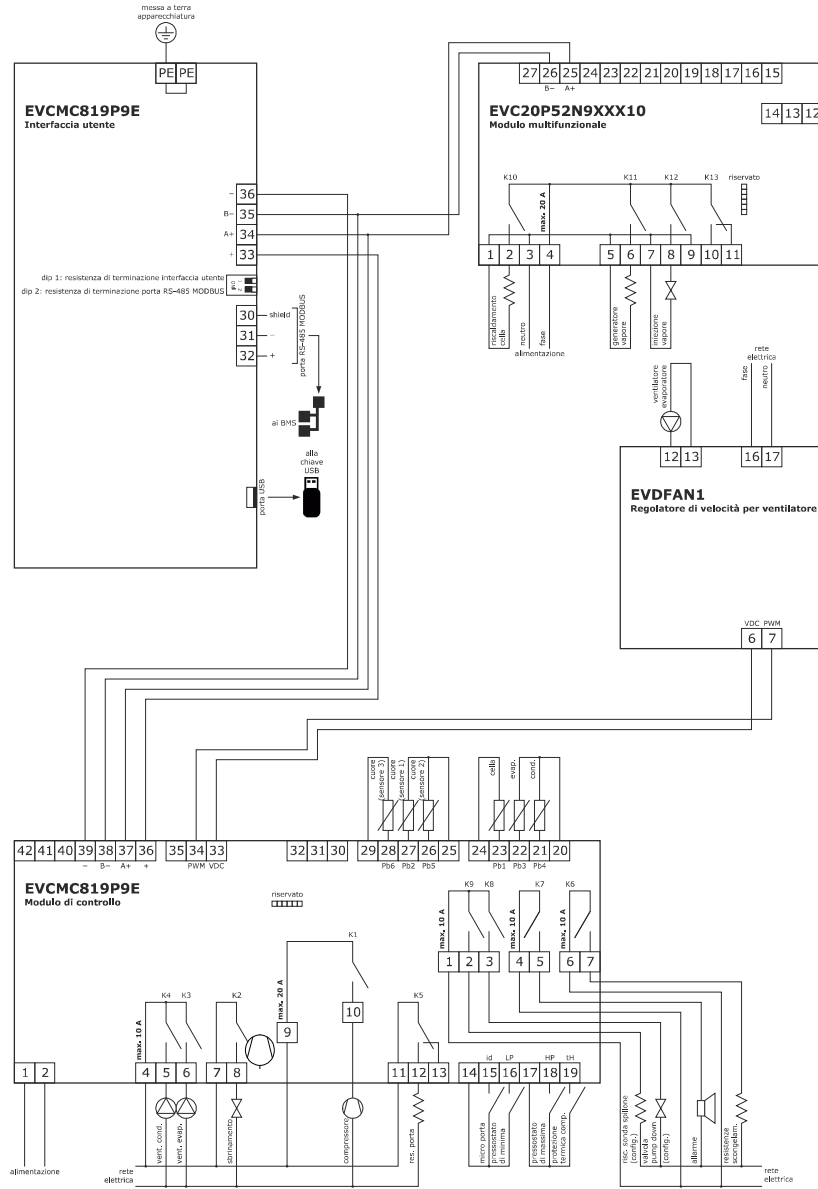 messa a terra
apparecchiatura
PE PE
EVCMC819P9E
Interfaccia utente
− 36
B− 35
A+ 34
+ 33
dip 1: resistenza di terminazione interfaccia utente
dip 2: resistenza di terminazione porta RS-485 MODBUS
30 shield
31 −
32 +
porta RS-485 MODBUS
ai BMS
alla
chiave
USB
porta USB
27 26 25 24 23 22 21 20 19 18 17 16 15
B− A+
EVC20P52N9XXX10
Modulo multifunzionale
14 13 12
K10 K11 K12 K13 riservato
max. 20 A
1 2 3 4 5 6 7 8 9 10 11
riscaldamento
cella
neutro
fase
alimentazione
generatore
vapore
iniezione
vapore
rete
elettrica
fase
neutro
ventilatore
evaporatore
12 13 16 17
EVDFAN1
Regolatore di velocità per ventilatore
VDC PWM
6 7
cuore
(sensore 3)
cuore
(sensore 1)
cuore
(sensore 2)
cella
evap.
cond.
42 41 40 39 38 37 36 35 34 33 32 31 30 29 28 27 26 25 24 23 22 21 20
− B− A+ + PWM VDC Pb6 Pb2 Pb5 Pb1 Pb3 Pb4
EVCMC819P9E
Modulo di controllo
riservato
K9 K8 K7 K6
max. 10 A
max. 10 A
max. 10 A
1 2 3 4 5 6 7
K1
max. 20 A
9
10
K4 K3 K2 K5
max. 10 A
1 2 4 5 6 7 8 11 12 13
id LP HP tH
14 15 16 17 18 19
alimentazione
vent. cond.
vent. evap.
sbrinamento
compressore
res. porta
micro porta
pressostato
di minima
pressostato
di massima
protezione
termica comp.
risc. sonda spillone
(config.)
valvola
pump down
(config.)
allarme
resistenze
scongelam.
rete
elettrica
rete
elettrica